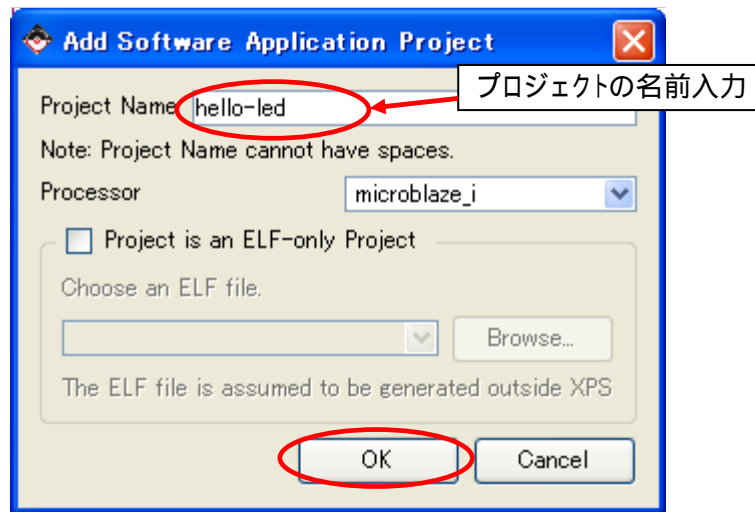 Add Software Application Project
プロジェクトの名前入力
Project Name hello-led
Note: Project Name cannot have spaces.
Processor microblaze_i
Project is an ELF-only Project
Choose an ELF file.
Browse...
The ELF file is assumed to be generated outside XPS
OK Cancel